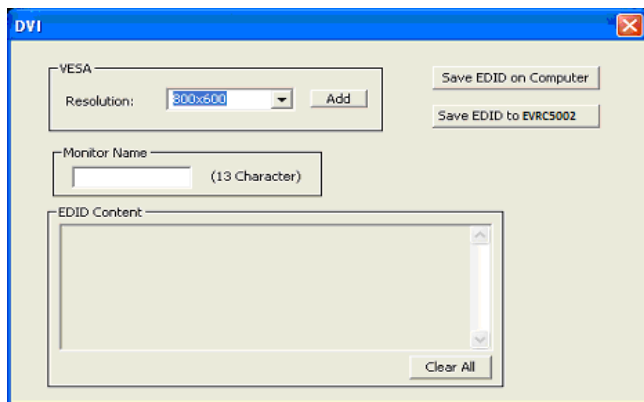 DVI
VESA
Resolution: 800x600 Add
Save EDID on Computer
Save EDID to EVRC5002
Monitor Name
(13 Character)
EDID Content
Clear All